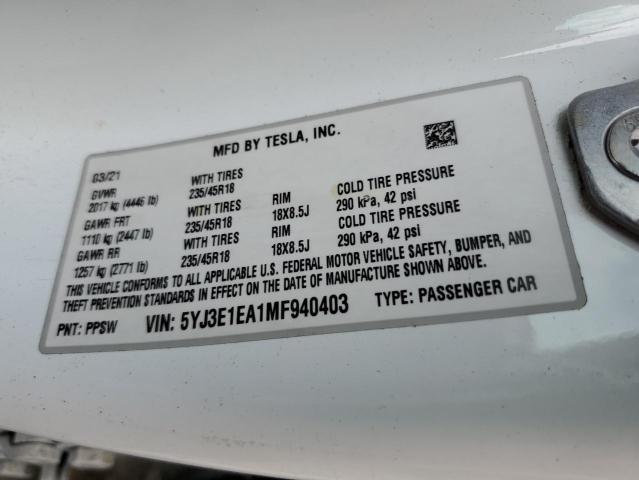 MFD BY TESLA, INC.
03/21
GVWR WITH TIRES
2017 kg (4446 lb) 235/45R18 RIM COLD TIRE PRESSURE
GAWR FRT WITH TIRES 18X8.5J 290 kPa, 42 psi
1110 kg (2447 lb) 235/45R18 RIM COLD TIRE PRESSURE
GAWR RR WITH TIRES 18X8.5J 290 kPa, 42 psi
1257 kg (2771 lb) 235/45R18
THIS VEHICLE CONFORMS TO ALL APPLICABLE U.S. FEDERAL MOTOR VEHICLE SAFETY, BUMPER, AND
THEFT PREVENTION STANDARDS IN EFFECT ON THE DATE OF MANUFACTURE SHOWN ABOVE.
PNT: PPSW VIN: 5YJ3E1EA1MF940403 TYPE: PASSENGER CAR